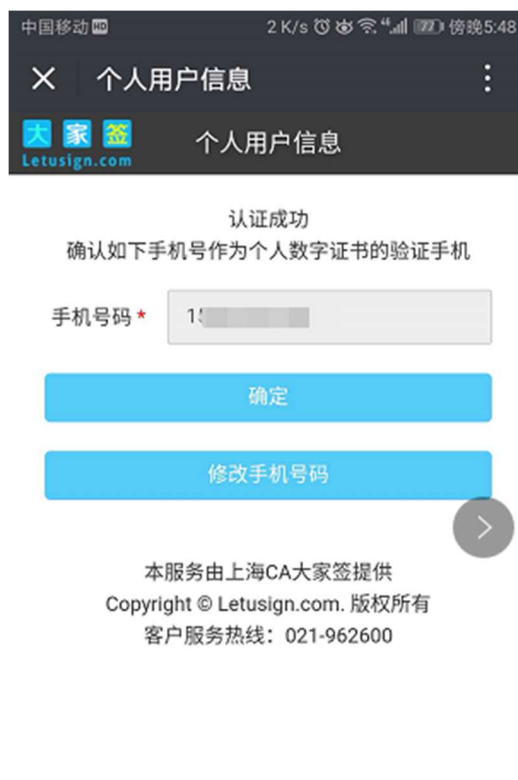 中国移动 HD 2 K/s 46 77 傍晚5:48
个人用户信息
大家签 个人用户信息
Letusign.com
认证成功
确认如下手机号作为个人数字证书的验证手机
手机号码 *
确定
修改手机号码
本服务由上海CA大家签提供
Copyright © Letusign.com. 版权所有
客户服务热线：021-962600